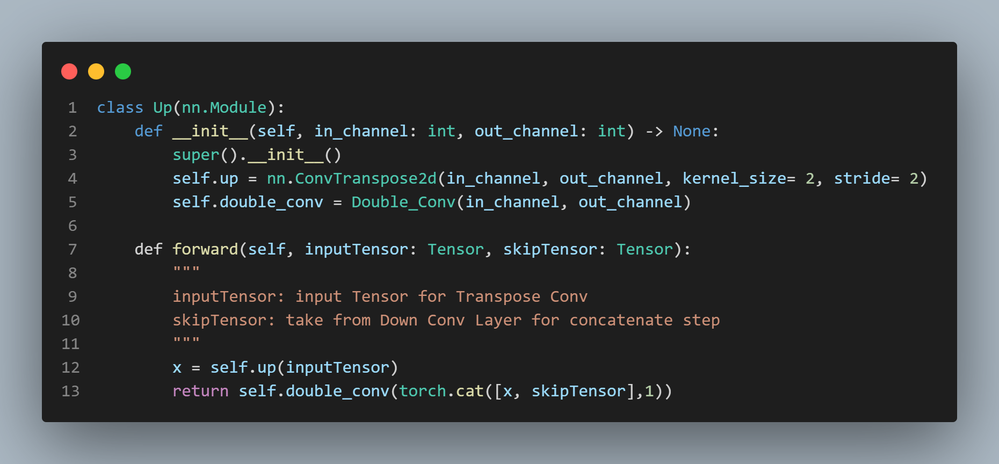 1 class Up(nn.Module):
2     def __init__(self, in_channel: int, out_channel: int) -> None:
3         super().__init__()
4         self.up = nn.ConvTranspose2d(in_channel, out_channel, kernel_size= 2, stride= 2)
5         self.double_conv = Double_Conv(in_channel, out_channel)
6
7     def forward(self, inputTensor: Tensor, skipTensor: Tensor):
8         """
9         inputTensor: input Tensor for Transpose Conv
10         skipTensor: take from Down Conv Layer for concatenate step
11         """
12         x = self.up(inputTensor)
13         return self.double_conv(torch.cat([x, skipTensor],1))